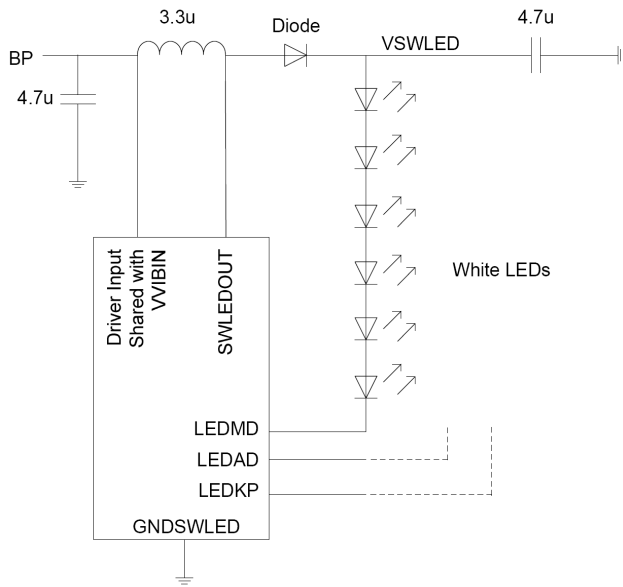 3.3u
4.7u
Diode
VSWLED
BP
4.7u
Driver Input
Shared with
VVIBIN
SWLEDOUT
White LEDs
LEDMD
LEDAD
LEDKP
GNDSWLED